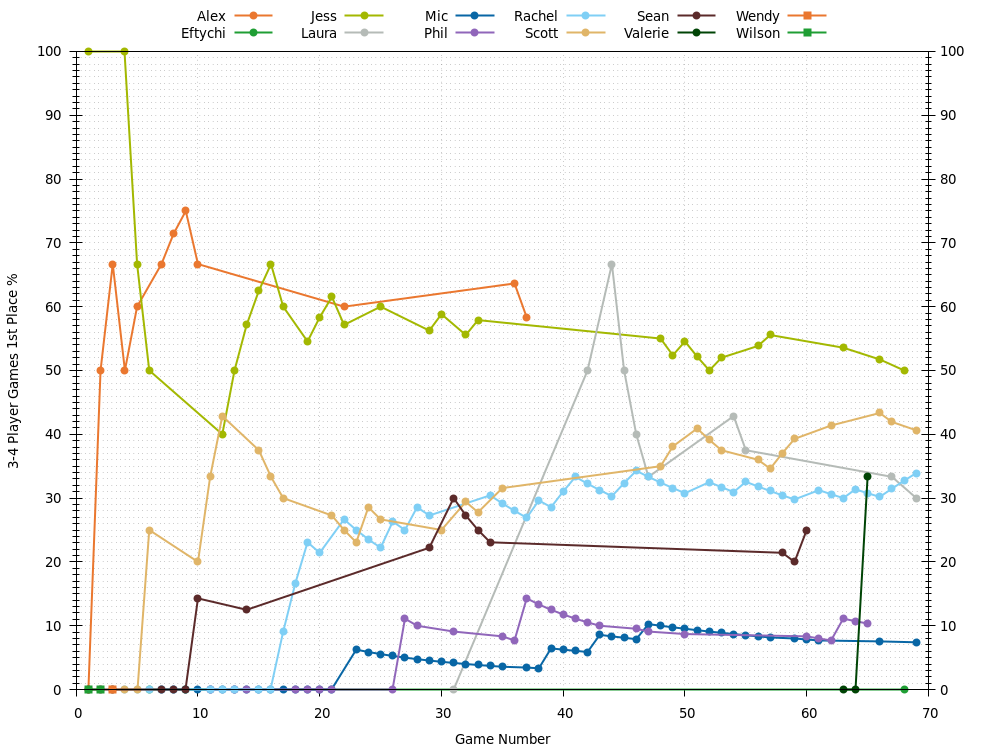 Alex Jess Mic Rachel Sean Wendy
Eftychi Laura Phil Scott Valerie Wilson
100 100
90 90
80 80
70 70
60 60
50 50
40 40
30 30
20 20
10 10
0 0
0 10 20 30 40 50 60 70
3-4 Player Games 1st Place %
Game Number